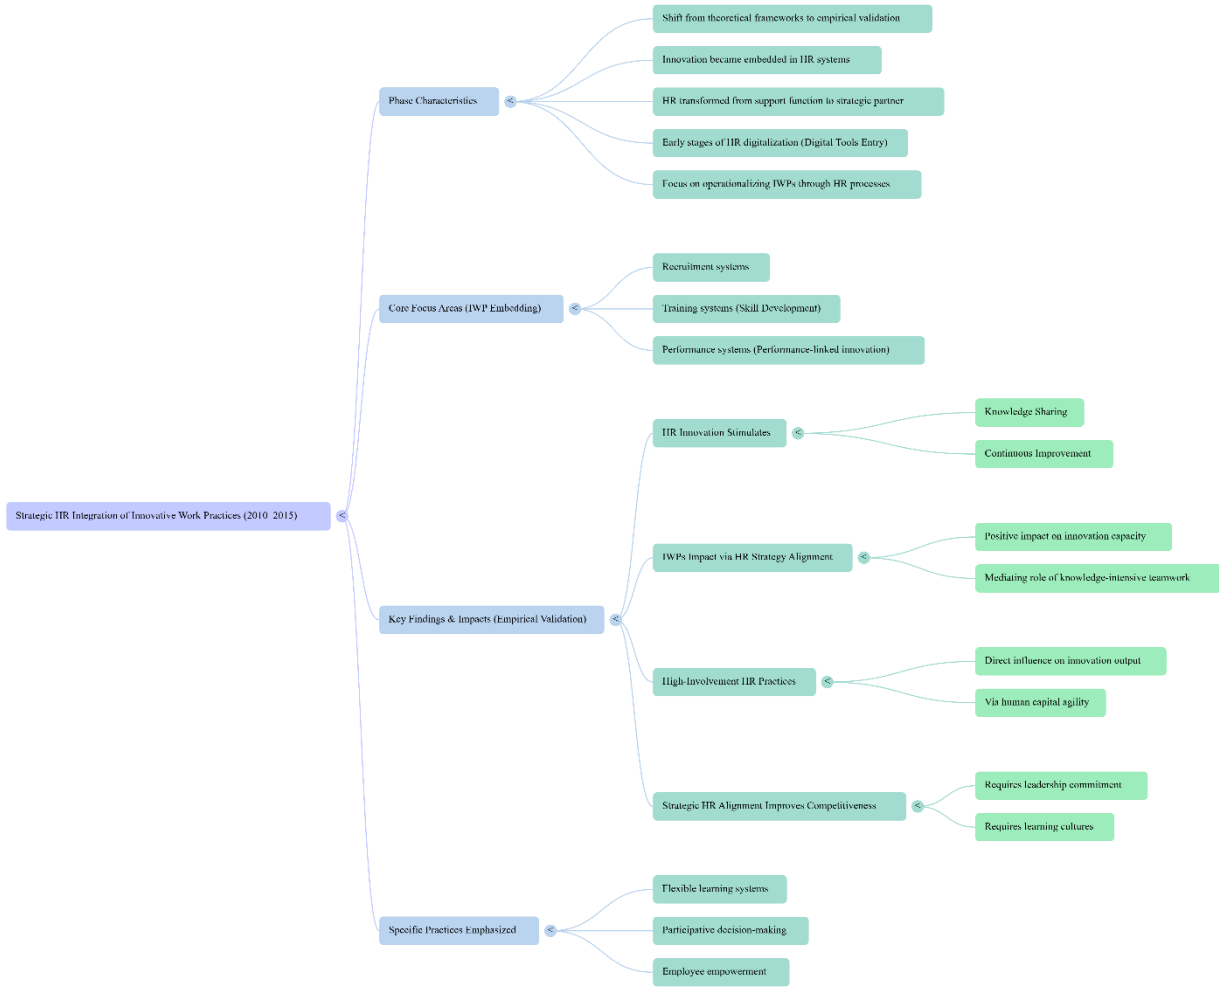 Strategic HR Integration of Innovative Work Practices (2010 2015)
Phase Characteristics
Shift from theoretical frameworks to empirical validation
Innovation became embedded in HR systems
HR transformed from support function to strategic partner
Early stages of HR digitalization (Digital Tools Entry)
Focus on operationalizing IWPs through HR processes
Core Focus Areas (IWP Embedding)
Recruitment systems
Training systems (Skill Development)
Performance systems (Performance-linked innovation)
Key Findings & Impacts (Empirical Validation)
HR Innovation Stimulates
Knowledge Sharing
Continuous Improvement
IWPs Impact via HR Strategy Alignment
Positive impact on innovation capacity
Mediating role of knowledge-intensive teamwork
High-Involvement HR Practices
Direct influence on innovation output
Via human capital agility
Strategic HR Alignment Improves Competitiveness
Requires leadership commitment
Requires learning cultures
Specific Practices Emphasized
Flexible learning systems
Participative decision-making
Employee empowerment